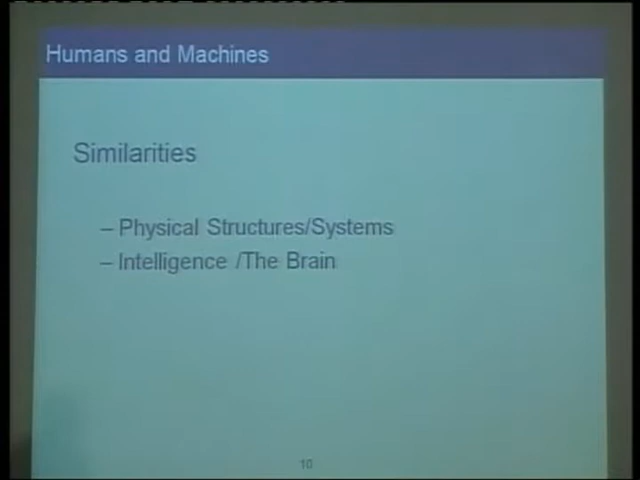 Humans and Machines
Similarities
– Physical Structures/Systems
– Intelligence /The Brain
10